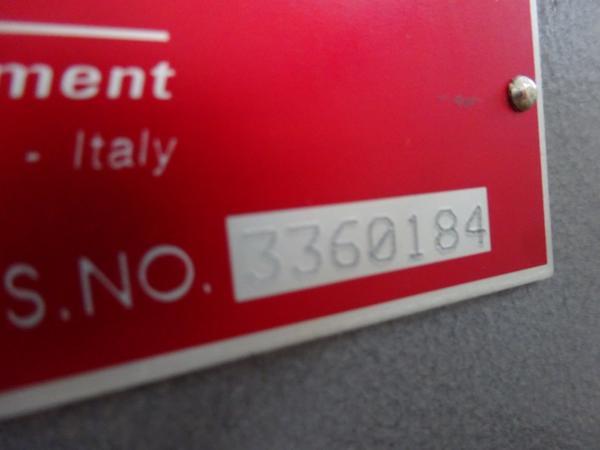 ment
- Italy
S.NO. 3360184